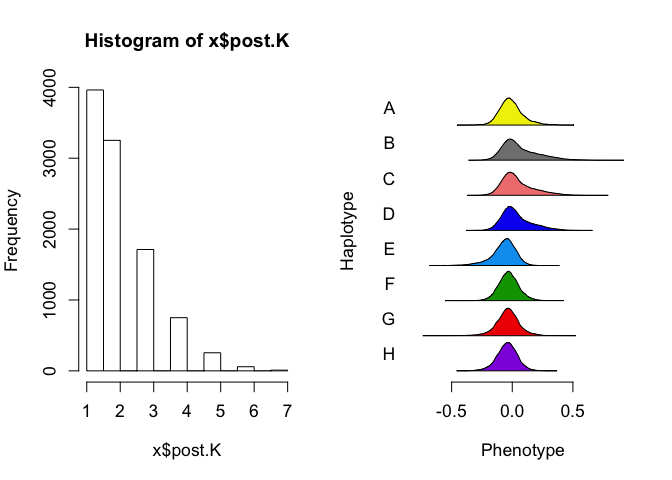 Histogram of x$post.K
Frequency
0
1000
2000
3000
4000
1 2 3 4 5 6 7
x$post.K
Haplotype
A
B
C
D
E
F
G
H
-0.5 0.0 0.5
Phenotype